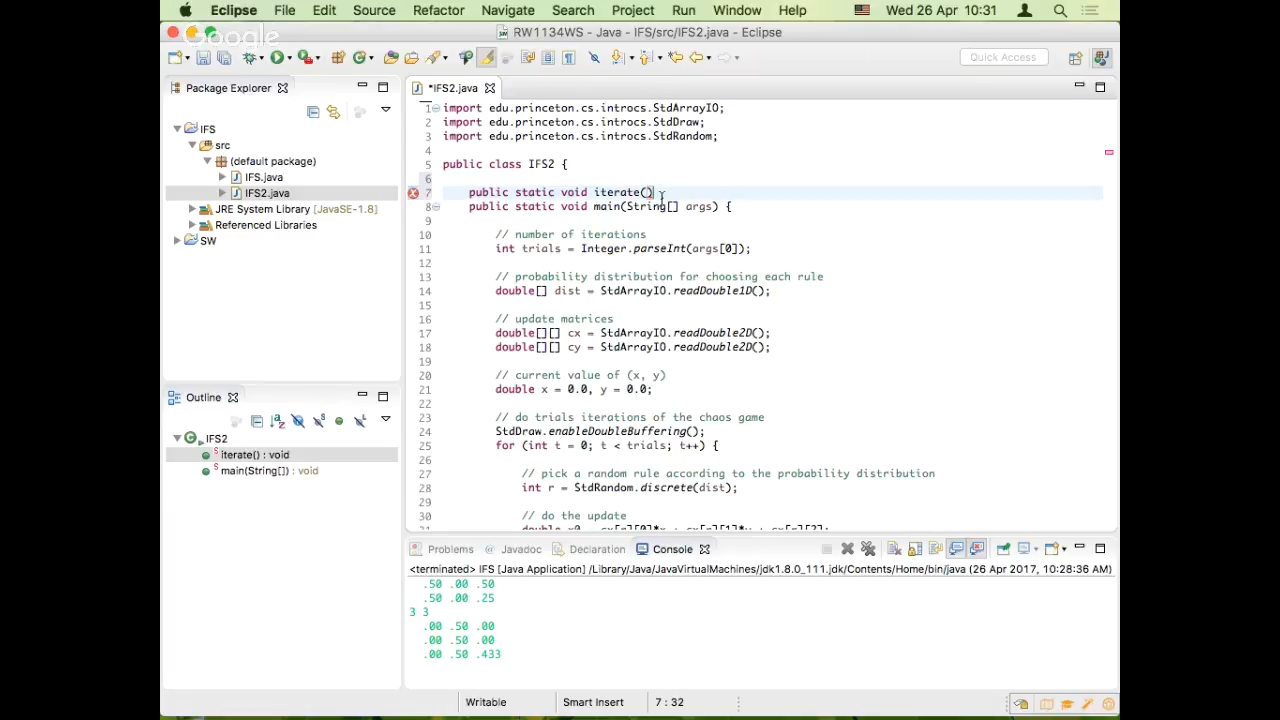 Eclipse File Edit Source Refactor Navigate Search Project Run Window Help Wed 26 Apr 10:31
Google
RW1134WS - Java - IFS/src/IFS2.java - Eclipse
Quick Access
Package Explorer
IFS
src
(default package)
IFS.java
IFS2.java
JRE System Library [JavaSE-1.8]
Referenced Libraries
SW
Outline
IFS2
iterate() : void
main(String[]) : void
*IFS2.java
1 import edu.princeton.cs.introcs.StdArrayIO;
2 import edu.princeton.cs.introcs.StdDraw;
3 import edu.princeton.cs.introcs.StdRandom;
4
5 public class IFS2 {
6
7 public static void iterate()
8 public static void main(String[] args) {
9
10 // number of iterations
11 int trials = Integer.parseInt(args[0]);
12
13 // probability distribution for choosing each rule
14 double[] dist = StdArrayIO.readDouble1D();
15
16 // update matrices
17 double[][] cx = StdArrayIO.readDouble2D();
18 double[][] cy = StdArrayIO.readDouble2D();
19
20 // current value of (x, y)
21 double x = 0.0, y = 0.0;
22
23 // do trials iterations of the chaos game
24 StdDraw.enableDoubleBuffering();
25 for (int t = 0; t < trials; t++) {
26
27 // pick a random rule according to the probability distribution
28 int r = StdRandom.discrete(dist);
29
30 // do the update
31 double x0 = cx[r][0]*x + cx[r][1]*y + cx[r][2];
Problems Javadoc Declaration Console
<terminated> IFS [Java Application] /Library/Java/JavaVirtualMachines/jdk1.8.0_111.jdk/Contents/Home/bin/java (26 Apr 2017, 10:28:36 AM)
.50 .00 .50
.50 .00 .25
3 3
.00 .50 .00
.00 .50 .00
.00 .50 .433
Writable Smart Insert 7 : 32